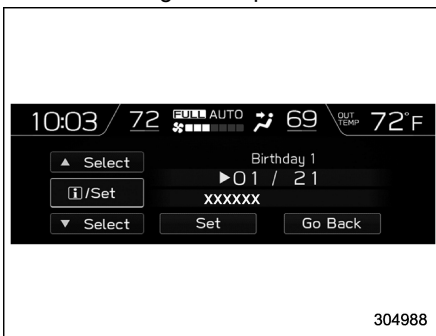 10:03 72 FULL AUTO 69 OUT TEMP 72°F
▲ Select Birthday 1
▶01 / 21
i/Set
XXXXXX
▼ Select Set Go Back
304988